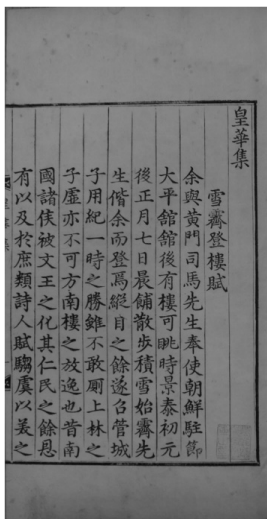 皇華集
雪霽登樓賦
余與黃門司馬先生奉使朝鮮駐節
大平舘舘後有樓可眺時景泰初元
後正月七日晨餔散步積雪始霽先
生偕余而登焉縱目之餘遂召管城
子用紀一時之勝雖不敢厠上林之
子虛亦不可方南樓之放逸也昔南
國諸侯被文王之化其仁民之餘恩
有以及於庶類詩人賦騶虞以美之